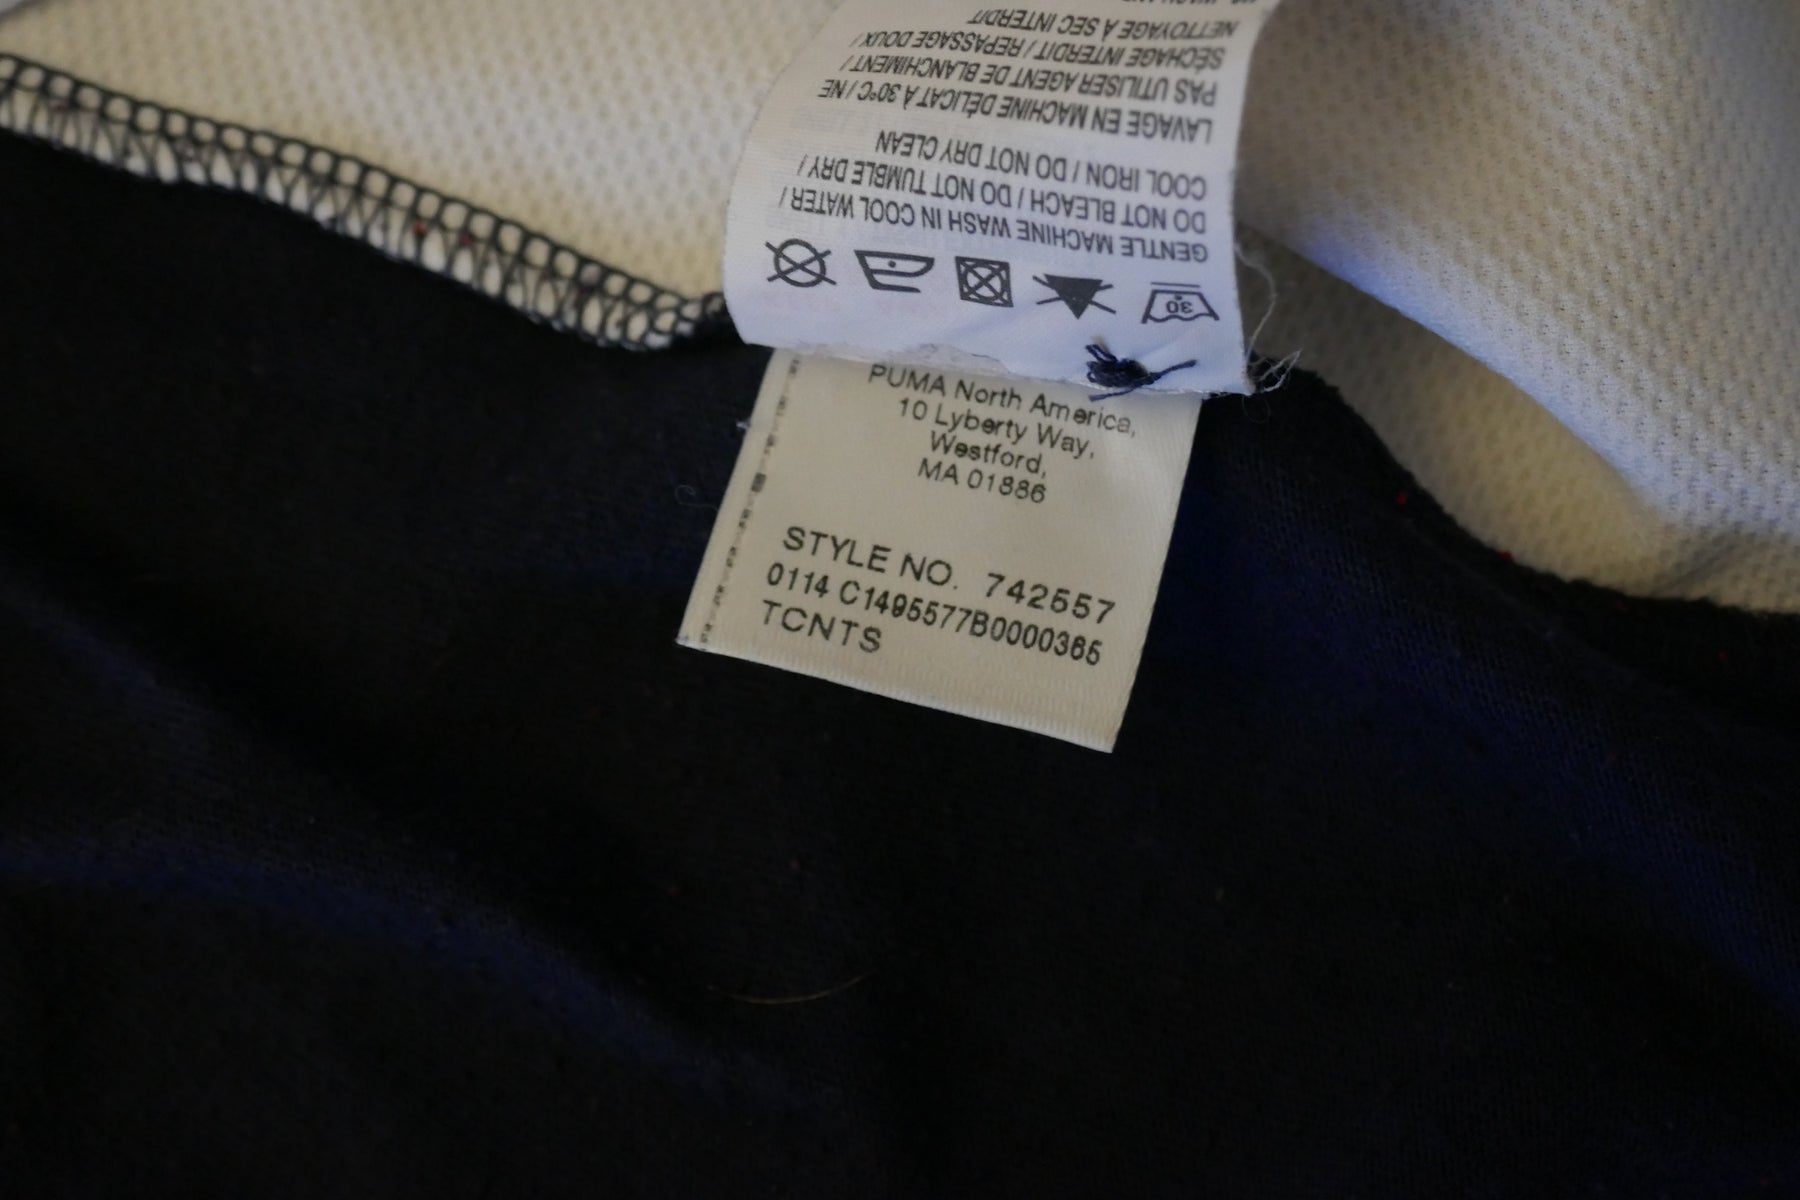 GENTLE MACHINE WASH IN COOL WATER /
DO NOT BLEACH / DO NOT TUMBLE DRY /
COOL IRON / DO NOT DRY CLEAN
LAVAGE EN MACHINE DÉLICAT À 30°C / NE
PAS UTILISER AGENT DE BLANCHIMENT /
SÉCHAGE INTERDIT / REPASSAGE DOUX /
NETTOYAGE À SEC INTERDIT
30
PUMA North America,
10 Lyberty Way,
Westford,
MA 01886
STYLE NO. 742557
0114 C1495577B0000365
TCNTS